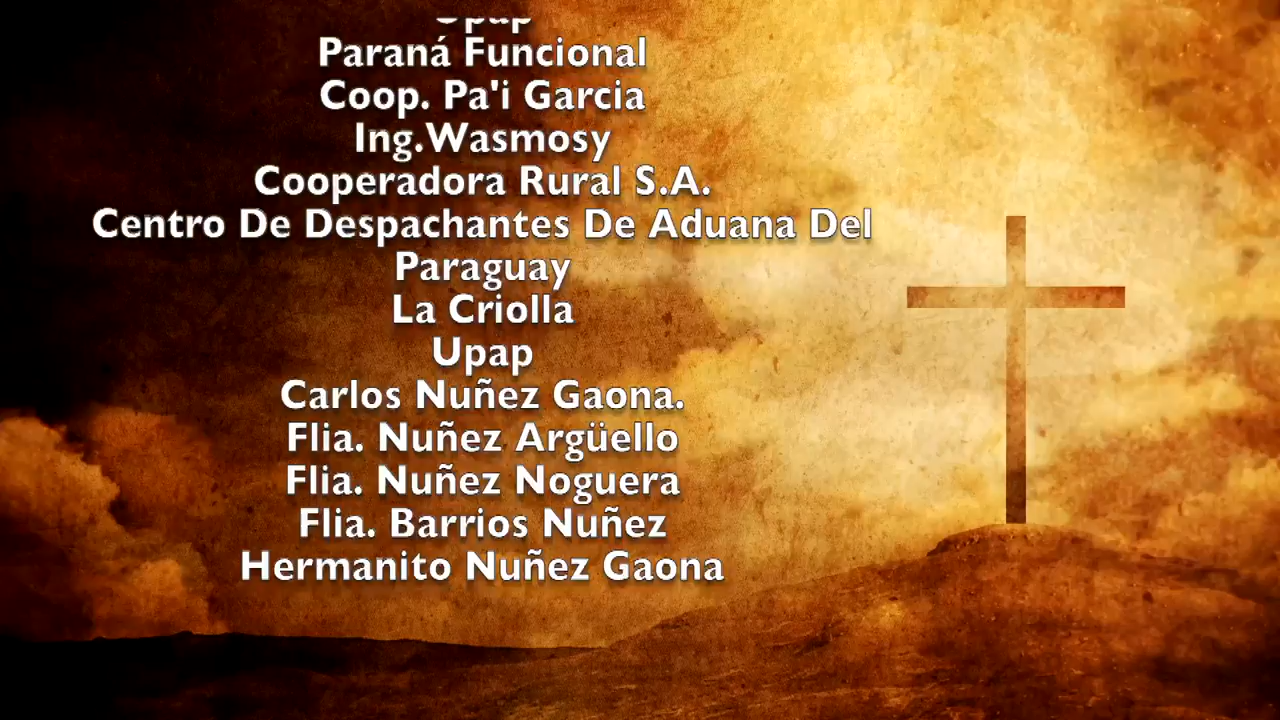 Paraná Funcional
Coop. Pa'i Garcia
Ing.Wasmosy
Cooperadora Rural S.A.
Centro De Despachantes De Aduana Del
Paraguay
La Criolla
Upap
Carlos Nuñez Gaona.
Flia. Nuñez Argüello
Flia. Nuñez Noguera
Flia. Barrios Nuñez
Hermanito Nuñez Gaona